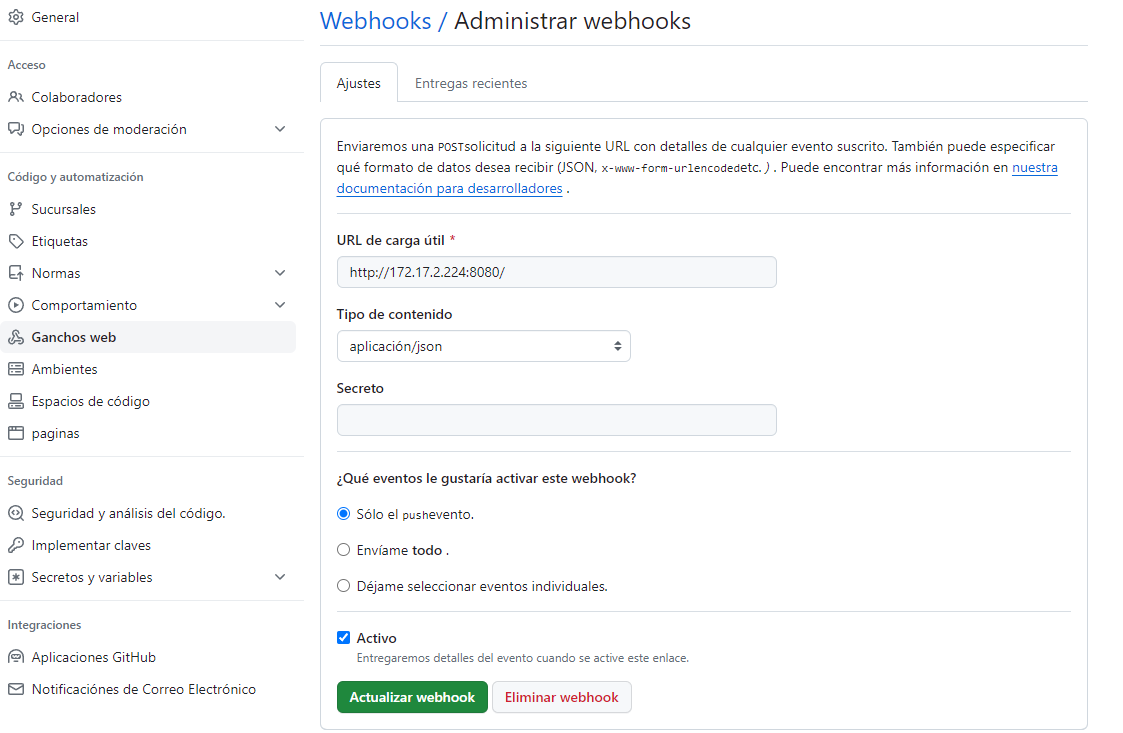 General
Acceso
Colaboradores
Opciones de moderación
Código y automatización
Sucursales
Etiquetas
Normas
Comportamiento
Ganchos web
Ambientes
Espacios de código
paginas
Seguridad
Seguridad y análisis del código.
Implementar claves
Secretos y variables
Integraciones
Aplicaciones GitHub
Notificaciónes de Correo Electrónico
Webhooks / Administrar webhooks
Ajustes
Entregas recientes
Enviaremos una POSTsolicitud a la siguiente URL con detalles de cualquier evento suscrito. También puede especificar
qué formato de datos desea recibir (JSON, x-www-form-urlencodedetc.) . Puede encontrar más información en nuestra
documentación para desarrolladores .
URL de carga útil *
http://172.17.2.224:8080/
Tipo de contenido
aplicación/json
Secreto
¿Qué eventos le gustaría activar este webhook?
Sólo el pushevento.
Envíame todo .
Déjame seleccionar eventos individuales.
Activo
Entregaremos detalles del evento cuando se active este enlace.
Actualizar webhook
Eliminar webhook